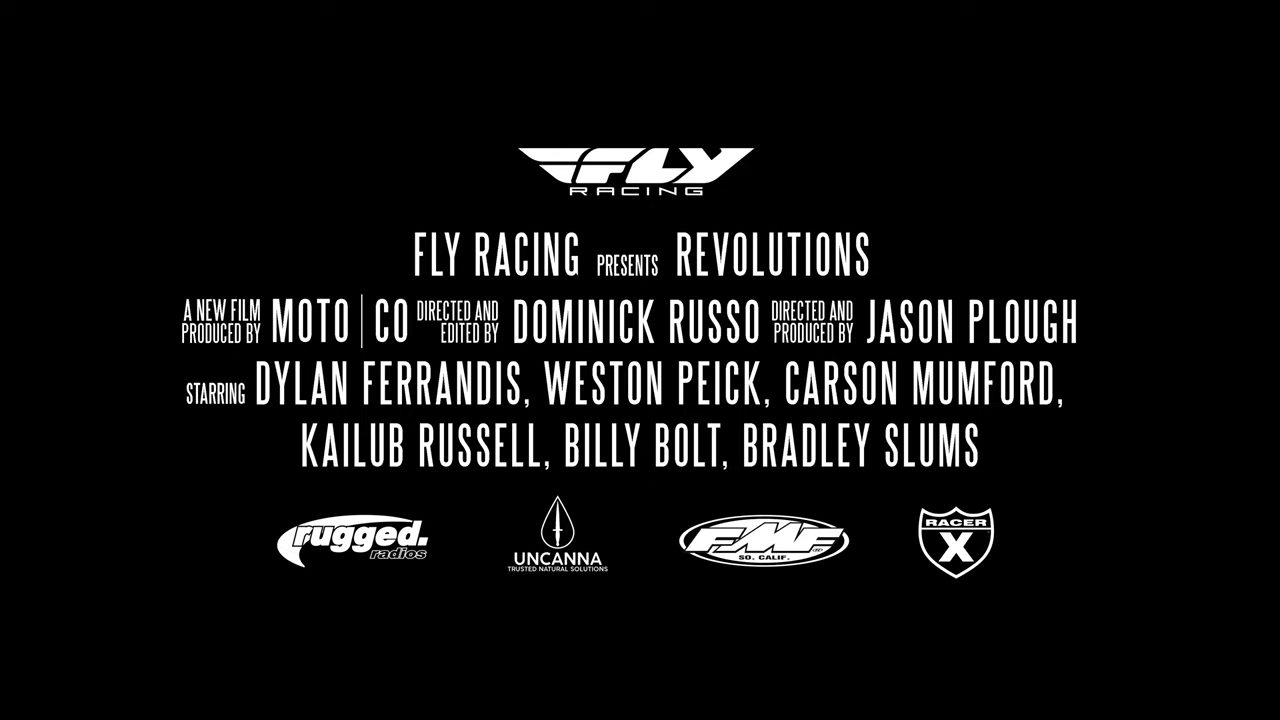 FLY
RACING
FLY RACING PRESENTS REVOLUTIONS
A NEW FILM PRODUCED BY MOTO | CO DIRECTED AND EDITED BY DOMINICK RUSSO DIRECTED AND PRODUCED BY JASON PLOUGH
STARRING DYLAN FERRANDIS, WESTON PEICK, CARSON MUMFORD,
KAILUB RUSSELL, BILLY BOLT, BRADLEY SLUMS
rugged.
radios
UNCANNA
TRUSTED NATURAL SOLUTIONS
FMF
SO. CALIF.
RACER
X